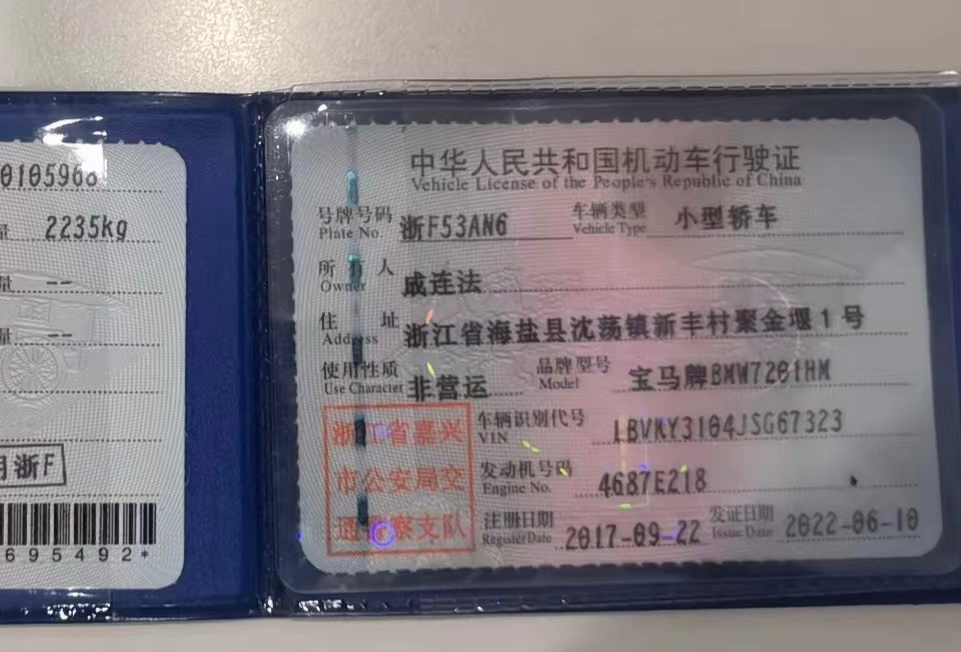 0105968
量 2235kg
量 --
量 --
用浙F
695492*
中华人民共和国机动车行驶证
Vehicle License of the People's Republic of China
号牌号码 浙F53AN6 车辆类型 小型轿车
Plate No. Vehicle Type
所有人 成连法
Owner
住址 浙江省海盐县沈荡镇新丰村聚金堰1号
Address
使用性质 非营运 品牌型号 宝马牌BMW7201HM
Use Character Model
浙江省嘉兴
市公安局交
通警察支队
车辆识别代号 LBVKY3104JSG67323
VIN
发动机号码 4687E218
Engine No.
注册日期 2017-09-22 发证日期 2022-06-10
Register Date Issue Date